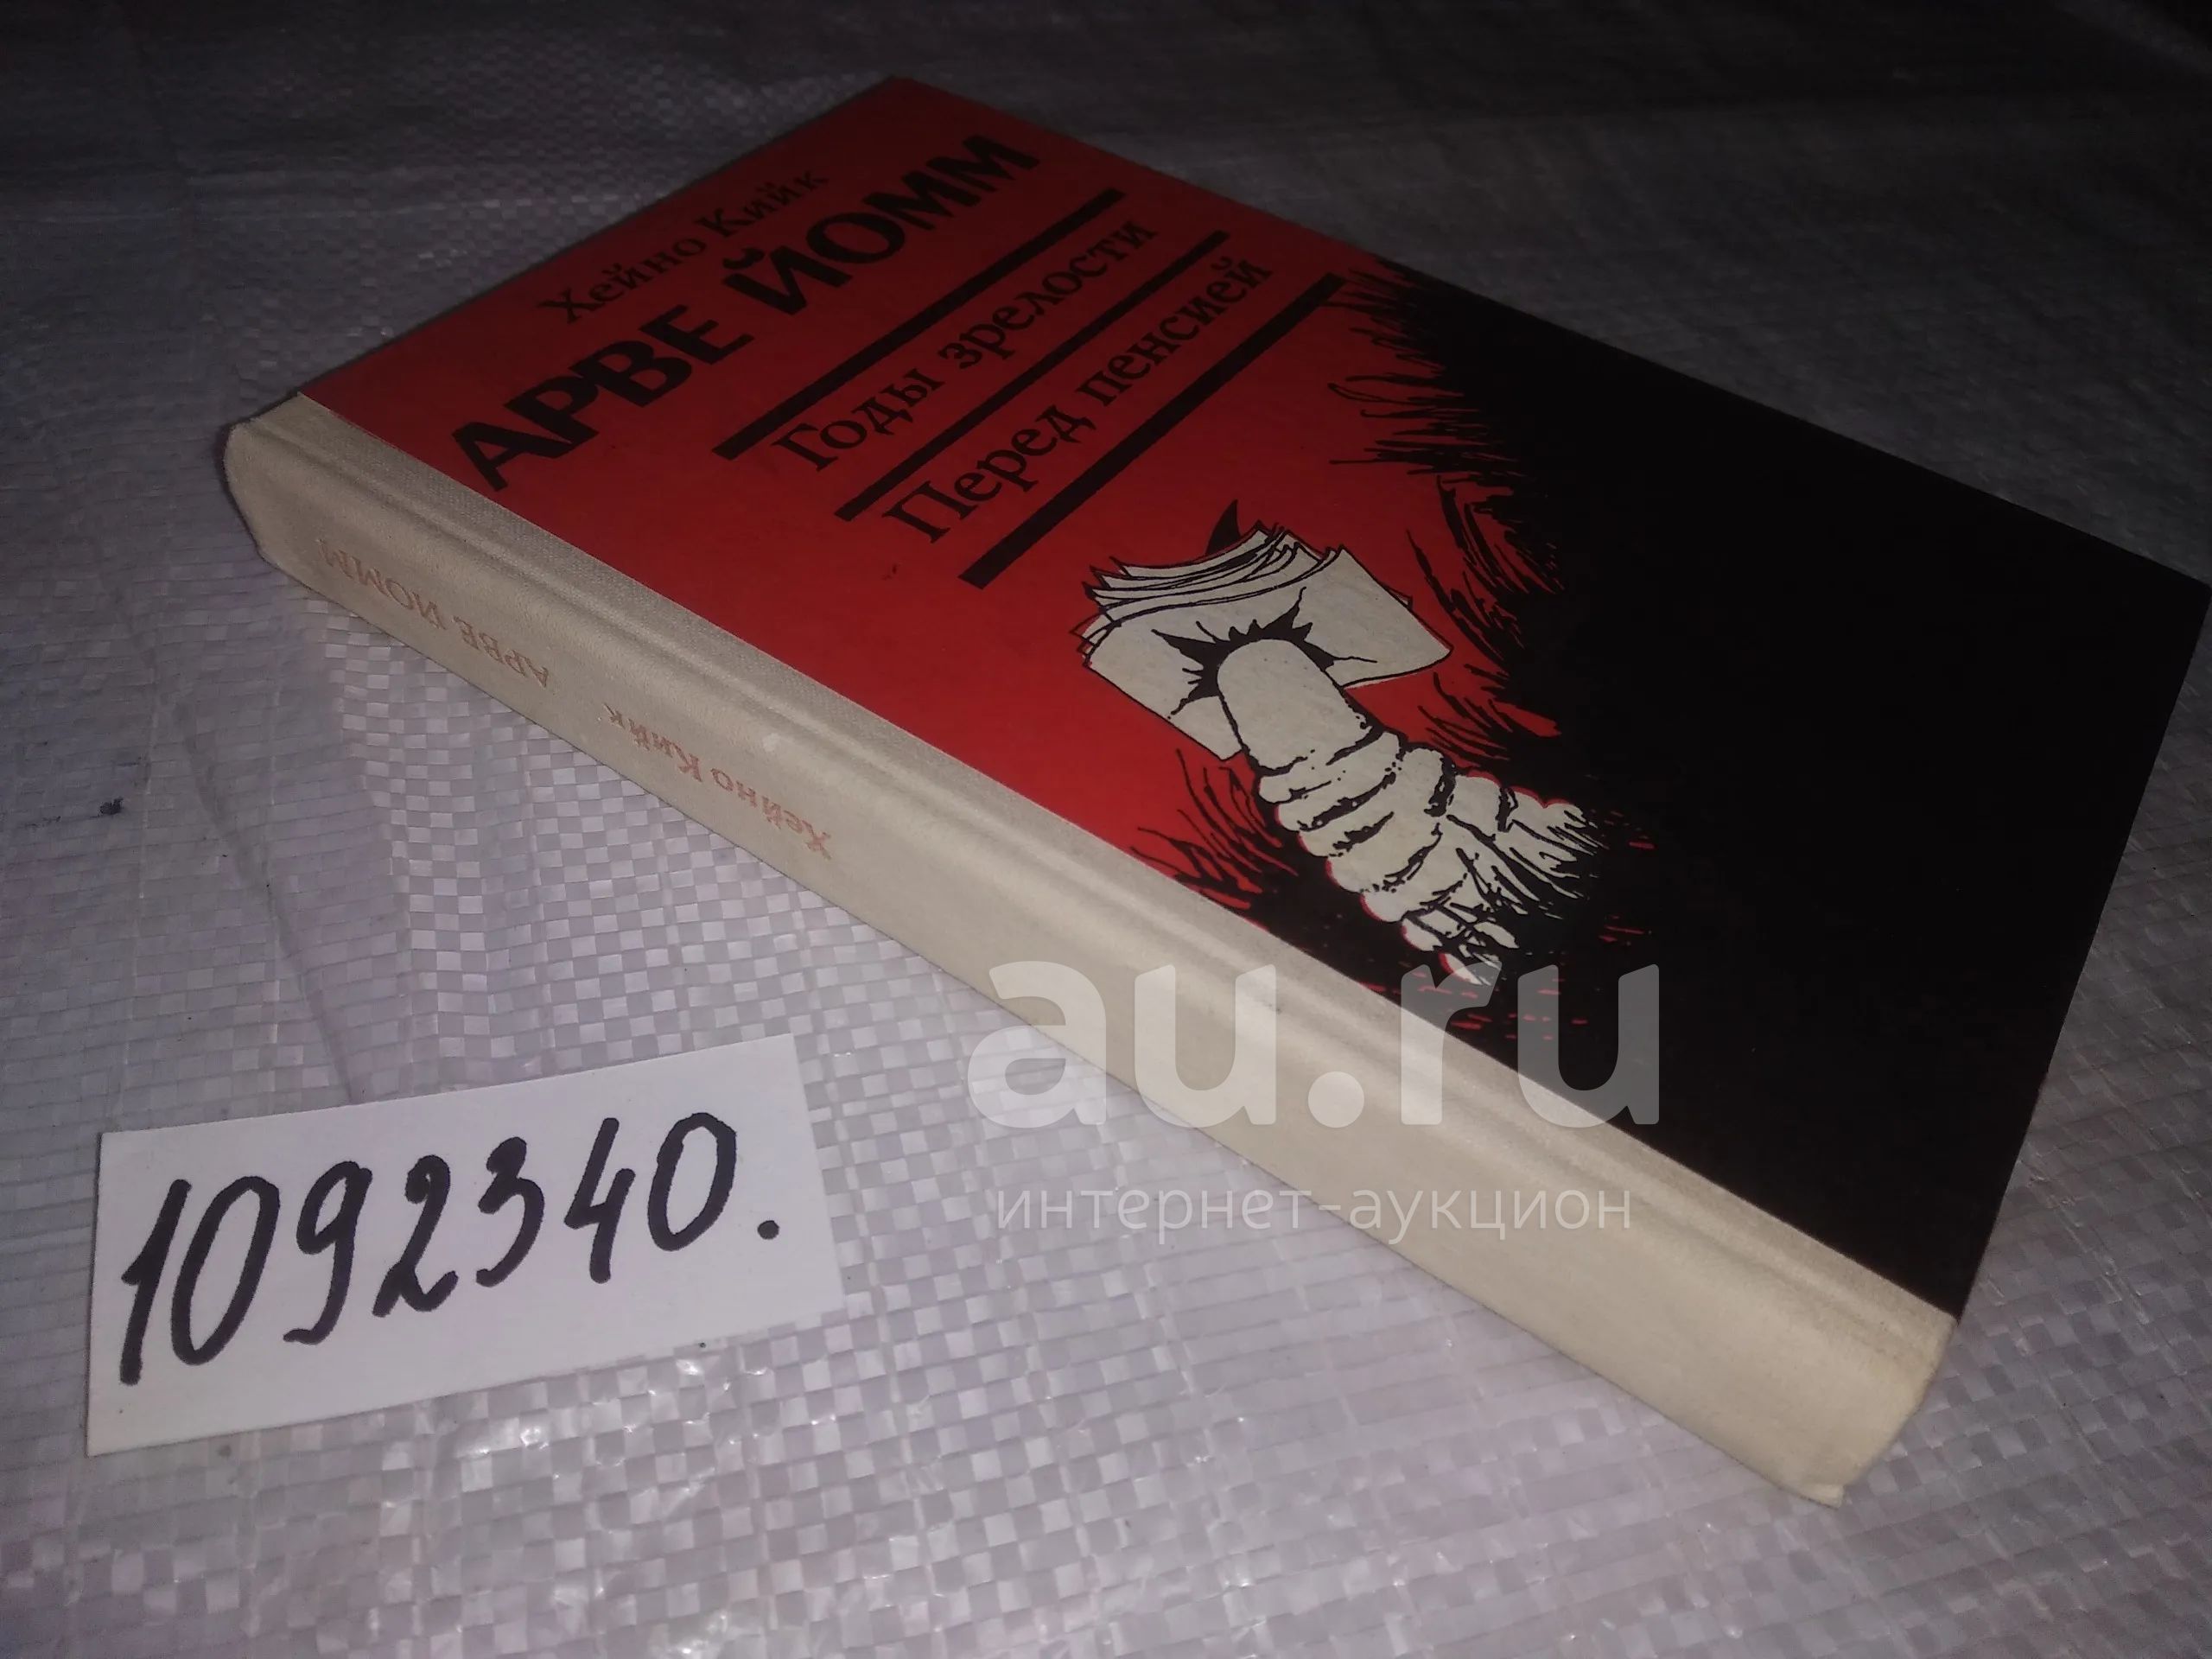 Хейно Кийк
АРВЕ ЙОММ
Годы зрелости
Перед пенсией
Хейно Кийк АРВЕ ЙОММ
au.ru
интернет-аукцион
1092340.